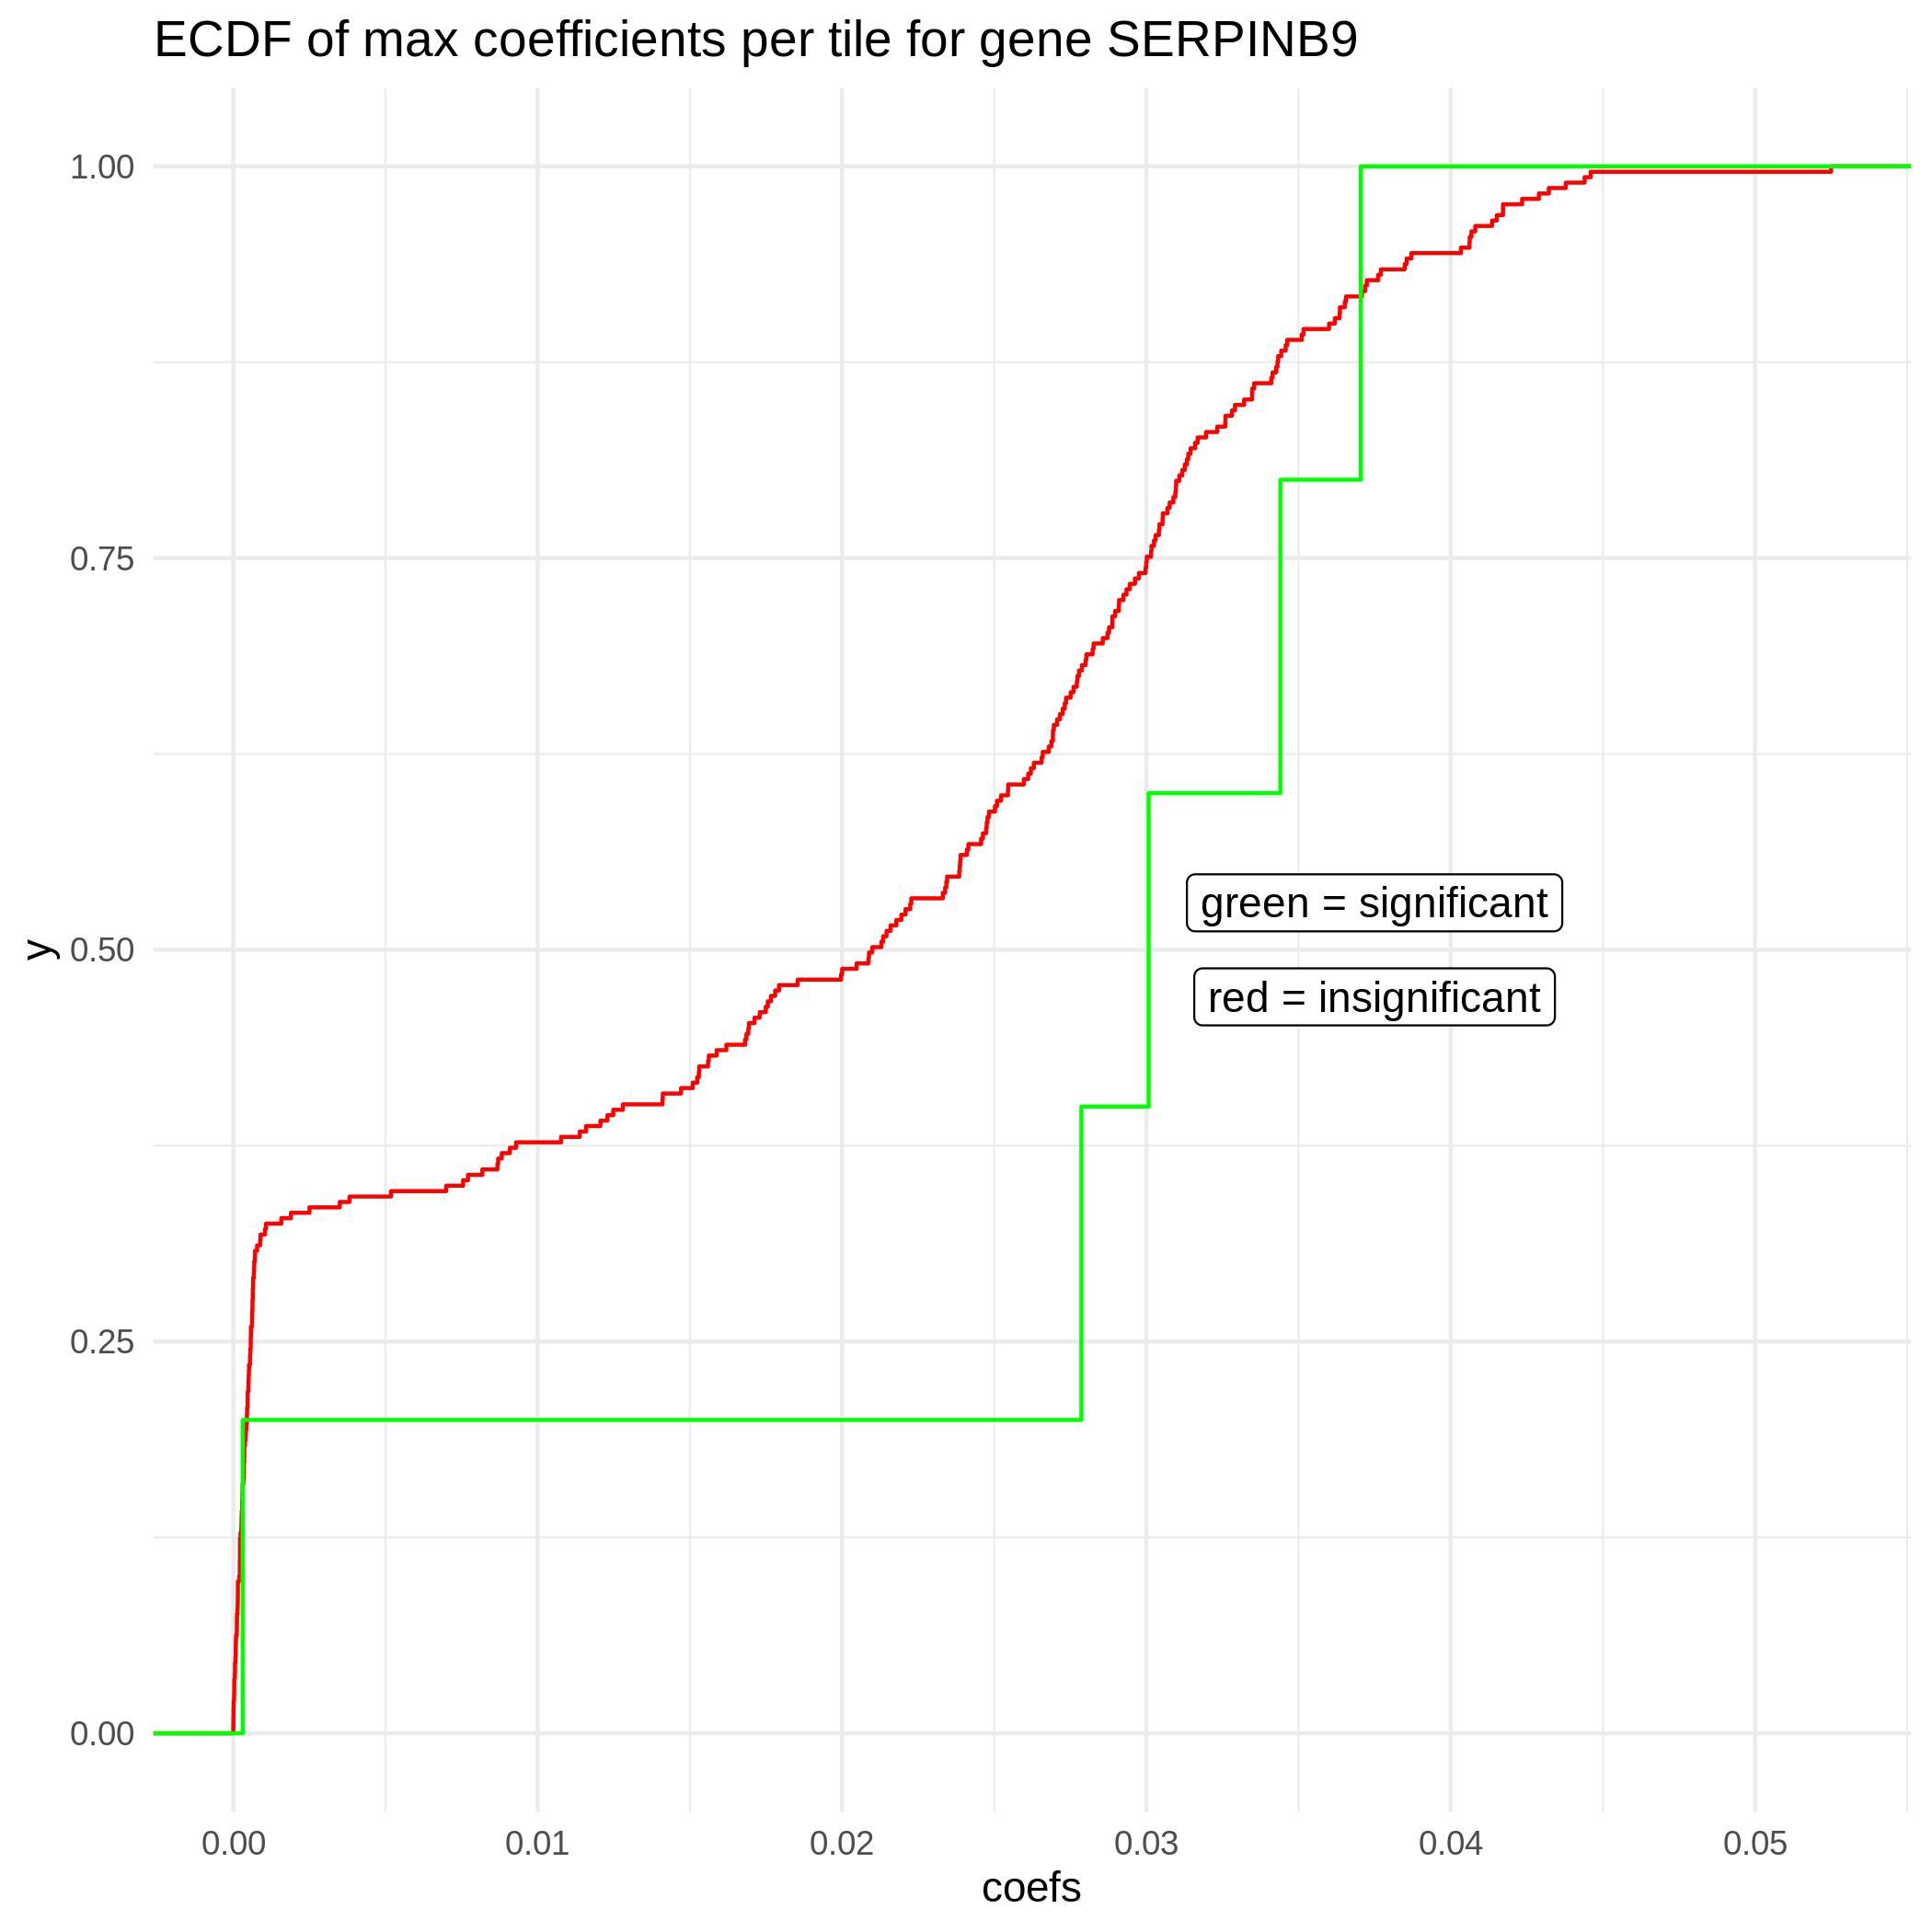 ECDF of max coefficients per tile for gene SERPINB9
1.00
0.75
0.50
0.25
0.00
y
green = significant
red = insignificant
0.00 0.01 0.02 0.03 0.04 0.05
coefs